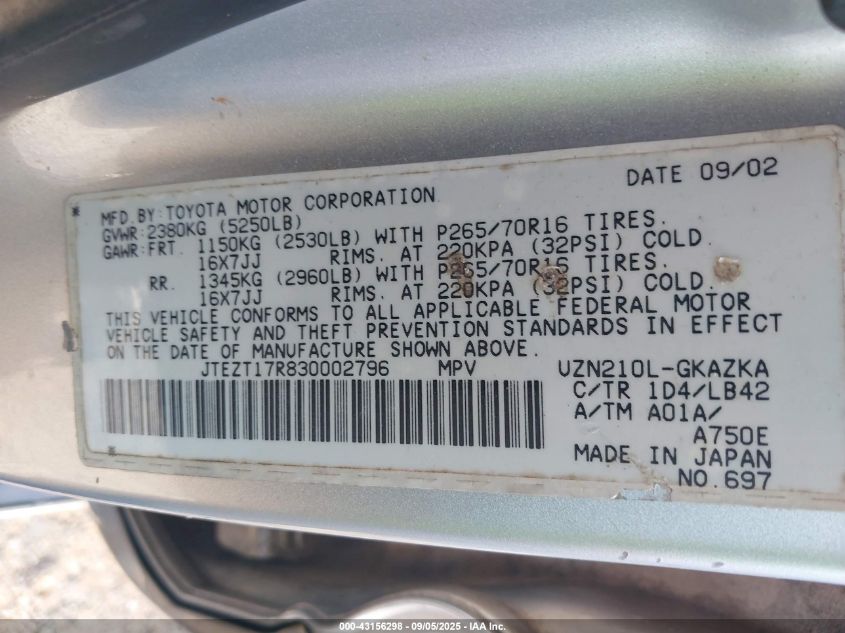 DATE 09/02
MFD.BY:TOYOTA MOTOR CORPORATION
GVWR:2380KG (5250LB)
GAWR:FRT. 1150KG (2530LB) WITH P265/70R16 TIRES.
16X7JJ RIMS. AT 220KPA (32PSI) COLD.
RR. 1345KG (2960LB) WITH P265/70R16 TIRES.
16X7JJ RIMS. AT 220KPA (32PSI) COLD.
THIS VEHICLE CONFORMS TO ALL APPLICABLE FEDERAL MOTOR
VEHICLE SAFETY AND THEFT PREVENTION STANDARDS IN EFFECT
ON THE DATE OF MANUFACTURE SHOWN ABOVE.
JTEZT17R830002796 MPV UZN210L-GKAZKA
C/TR 1D4/LB42
A/TM A01A/
A750E
MADE IN JAPAN
NO.697
000-43156298 - 09/05/2025 - IAA, Inc.